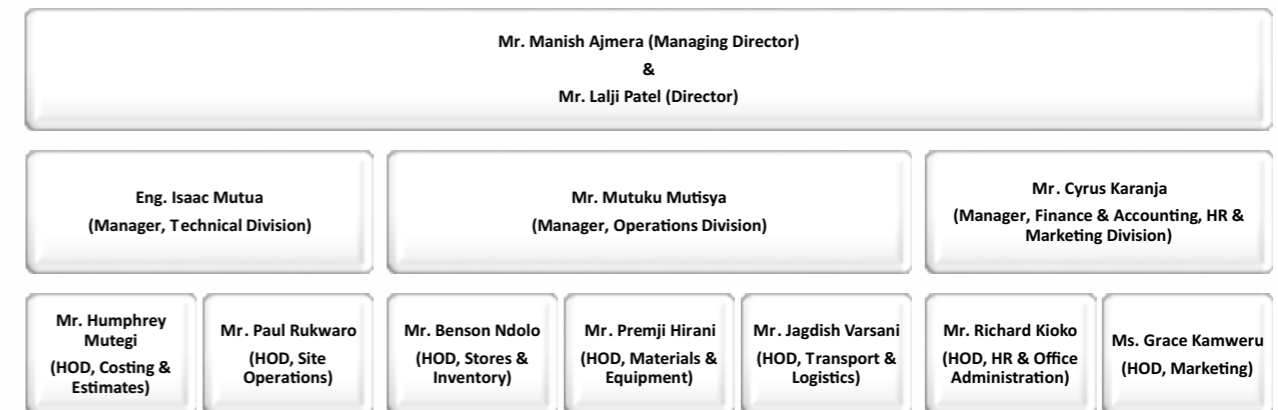 Mr. Manish Ajmera (Managing Director)
&
Mr. Lalji Patel (Director)
Eng. Isaac Mutua
(Manager, Technical Division)
Mr. Mutuku Mutisya
(Manager, Operations Division)
Mr. Cyrus Karanja
(Manager, Finance & Accounting, HR &
Marketing Division)
Mr. Humphrey
Mutegi
(HOD, Costing &
Estimates)
Mr. Paul Rukwaro
(HOD, Site
Operations)
Mr. Benson Ndolo
(HOD, Stores &
Inventory)
Mr. Premji Hirani
(HOD, Materials &
Equipment)
Mr. Jagdish Varsani
(HOD, Transport &
Logistics)
Mr. Richard Kioko
(HOD, HR & Office
Administration)
Ms. Grace Kamweru
(HOD, Marketing)